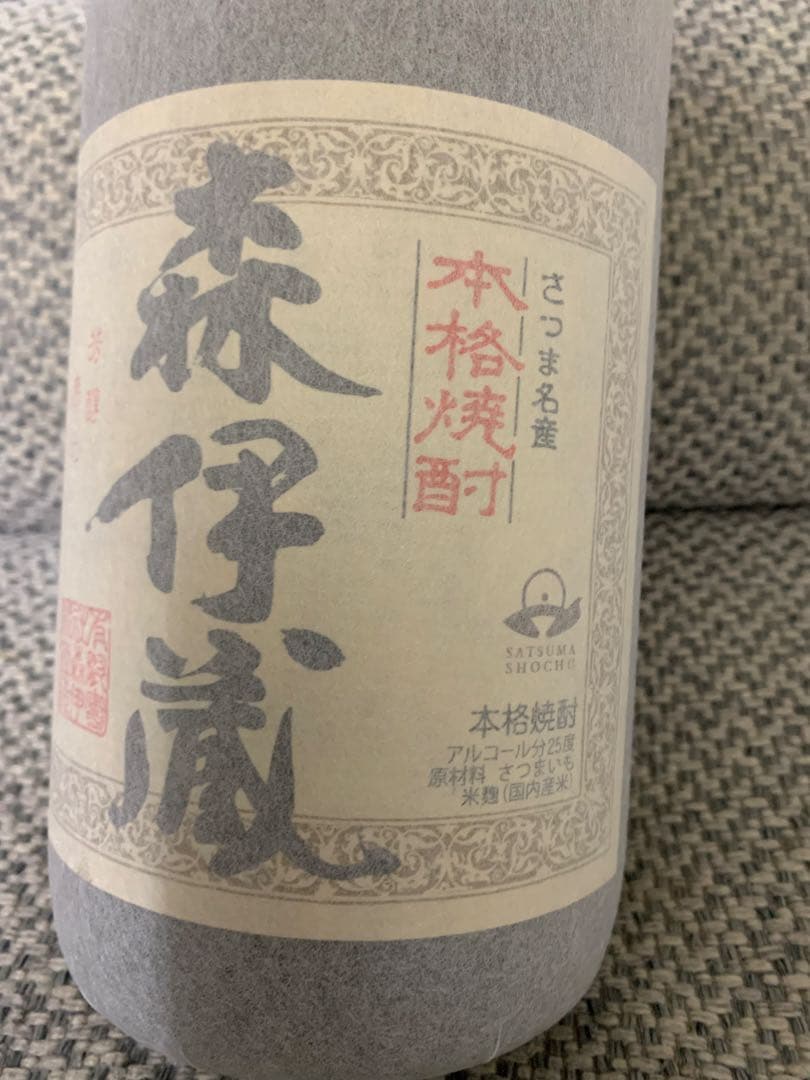 さつま名産
本格焼酎
森伊蔵
SATSUMA
SHOCHU
本格焼酎
アルコール分25度
原材料 さつまいも
米麹(国内産米)